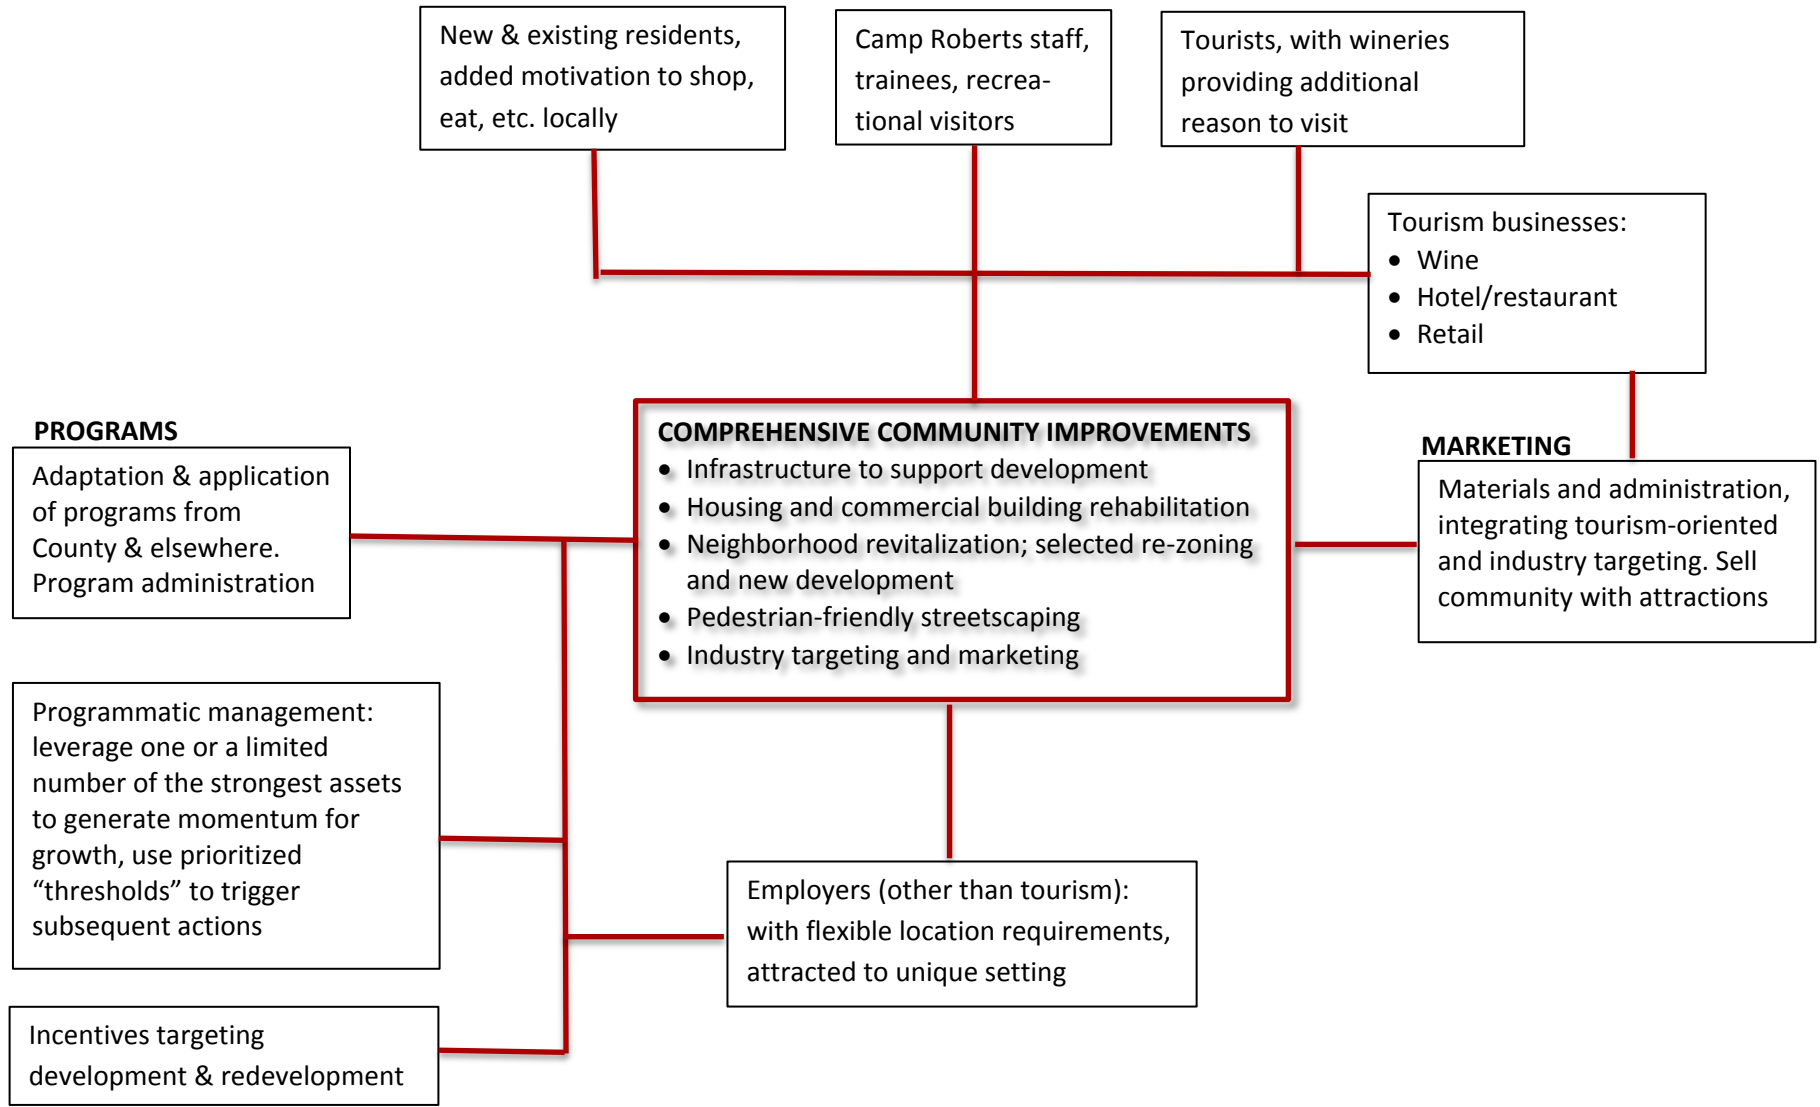 New & existing residents,
added motivation to shop,
eat, etc. locally
Camp Roberts staff,
trainees, recrea-
tional visitors
Tourists, with wineries
providing additional
reason to visit
Tourism businesses:
• Wine
• Hotel/restaurant
• Retail
PROGRAMS
Adaptation & application
of programs from
County & elsewhere.
Program administration
COMPREHENSIVE COMMUNITY IMPROVEMENTS
• Infrastructure to support development
• Housing and commercial building rehabilitation
• Neighborhood revitalization; selected re-zoning
and new development
• Pedestrian-friendly streetscaping
• Industry targeting and marketing
MARKETING
Materials and administration,
integrating tourism-oriented
and industry targeting. Sell
community with attractions
Programmatic management:
leverage one or a limited
number of the strongest assets
to generate momentum for
growth, use prioritized
“thresholds” to trigger
subsequent actions
Employers (other than tourism):
with flexible location requirements,
attracted to unique setting
Incentives targeting
development & redevelopment